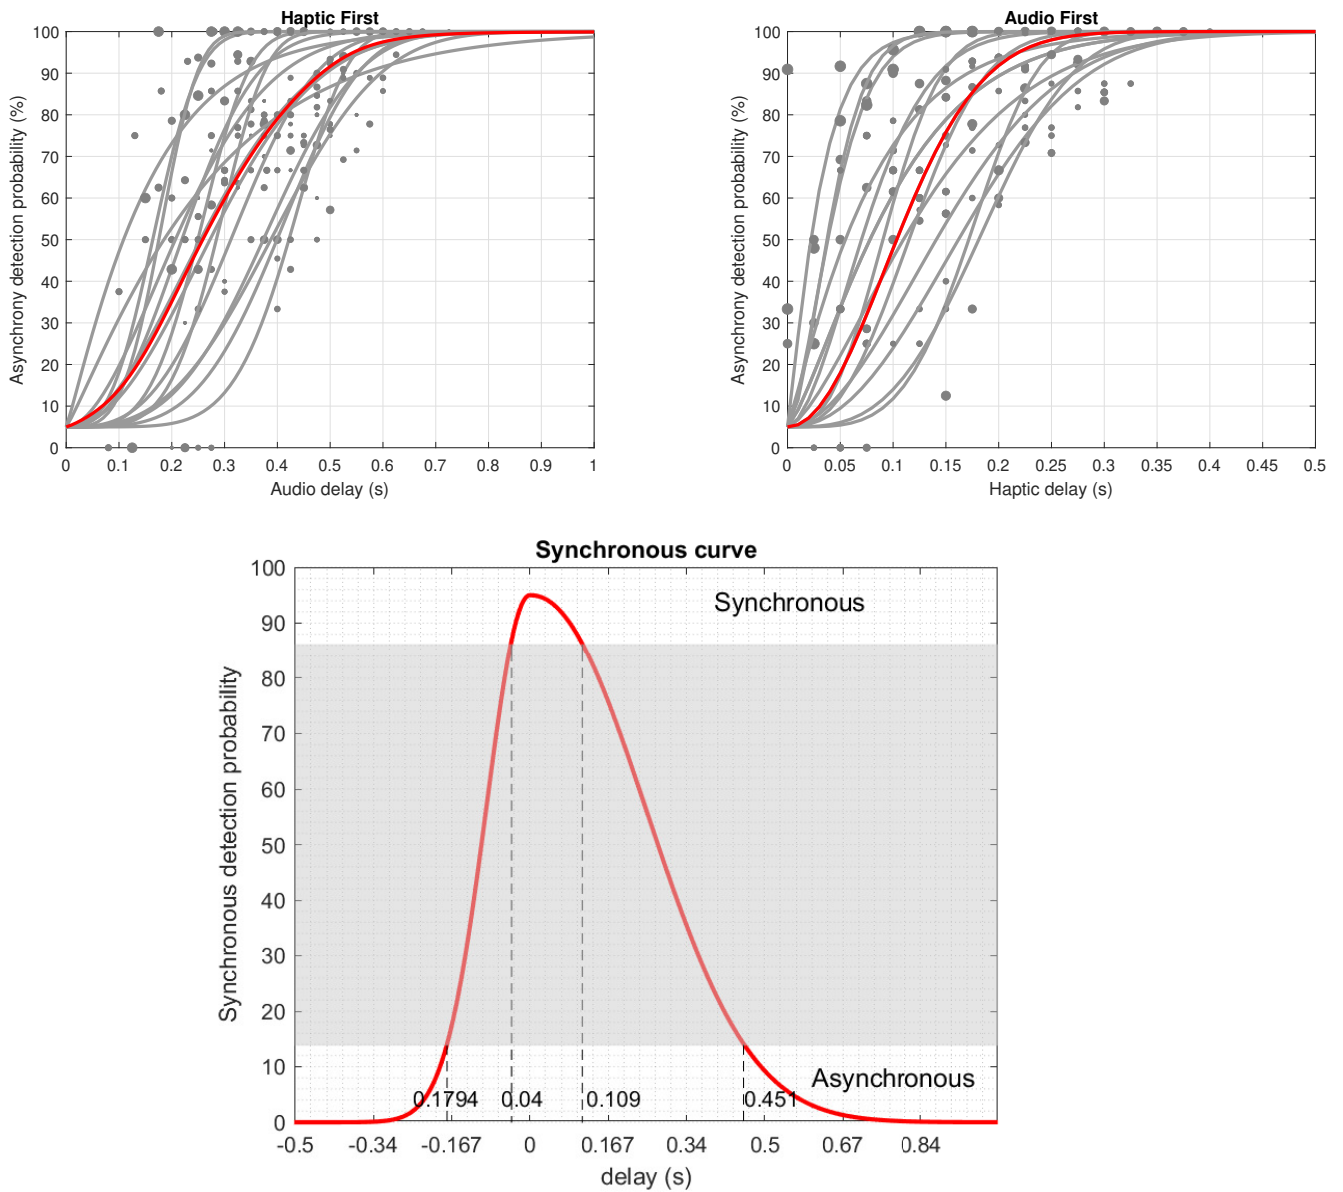 Haptic First
100
90
80
70
60
50
40
30
20
10
0
Asynchrony detection probability (%)
0 0.1 0.2 0.3 0.4 0.5 0.6 0.7 0.8 0.9 1
Audio delay (s)
Audio First
100
90
80
70
60
50
40
30
20
10
0
Asynchrony detection probability (%)
0 0.05 0.1 0.15 0.2 0.25 0.3 0.35 0.4 0.45 0.5
Haptic delay (s)
Synchronous curve
100
90
80
70
60
50
40
30
20
10
0
Synchronous detection probability
Synchronous
Asynchronous
0.1794 0.04 0.109 0.451
-0.5 -0.34 -0.167 0 0.167 0.34 0.5 0.67 0.84
delay (s)